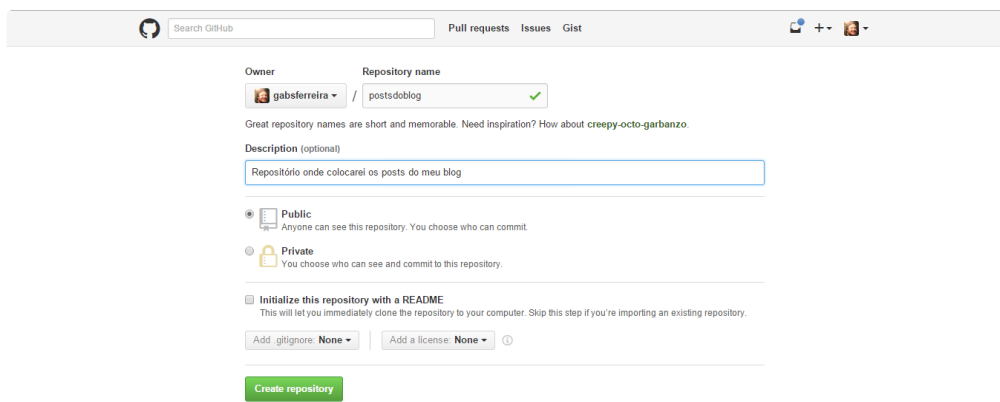 Search GitHub Pull requests Issues Gist
Owner Repository name
gabsferreira / postsdoblog
Great repository names are short and memorable. Need inspiration? How about creepy-octo-garbanzo.
Description (optional)
Repositório onde colocarei os posts do meu blog
Public
Anyone can see this repository. You choose who can commit.
Private
You choose who can see and commit to this repository.
Initialize this repository with a README
This will let you immediately clone the repository to your computer. Skip this step if you're importing an existing repository.
Add .gitignore: None Add a license: None
Create repository